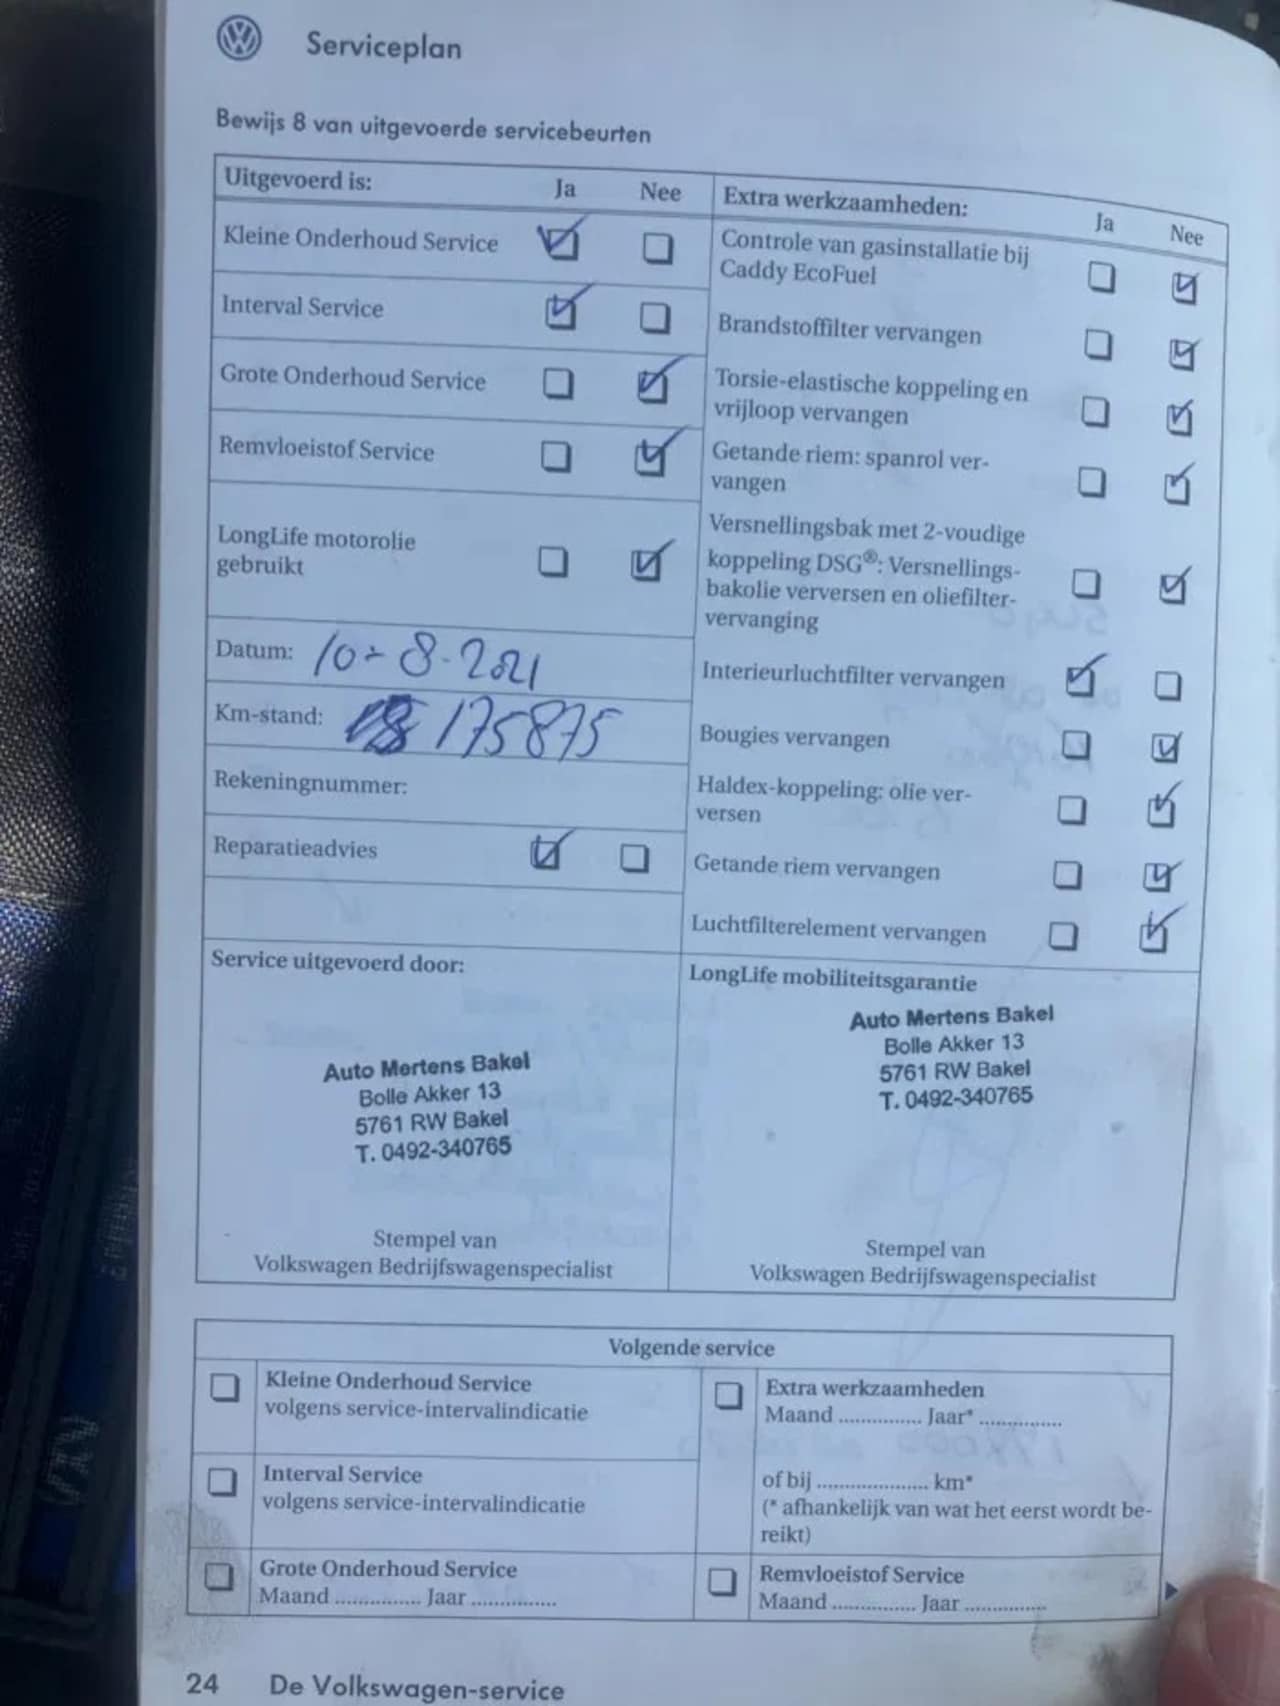 Serviceplan
Bewijs 8 van uitgevoerde servicebeurten
Uitgevoerd is: Ja Nee
Kleine Onderhoud Service
Interval Service
Grote Onderhoud Service
Remvloeistof Service
LongLife motorolie
gebruikt
Datum: 10-8-2021
Km-stand: 175875
Rekeningnummer:
Reparatieadvies
Extra werkzaamheden: Ja Nee
Controle van gasinstallatie bij
Caddy EcoFuel
Brandstoffilter vervangen
Torsie-elastische koppeling en
vrijloop vervangen
Getande riem: spanrol ver-
vangen
Versnellingsbak met 2-voudige
koppeling DSG®: Versnellings-
bakolie verversen en oliefilter-
vervanging
Interieurluchtfilter vervangen
Bougies vervangen
Haldex-koppeling: olie ver-
versen
Getande riem vervangen
Luchtfilterelement vervangen
Service uitgevoerd door:
Auto Mertens Bakel
Bolle Akker 13
5761 RW Bakel
T. 0492-340765
Stempel van
Volkswagen Bedrijfswagenspecialist
LongLife mobiliteitsgarantie
Auto Mertens Bakel
Bolle Akker 13
5761 RW Bakel
T. 0492-340765
Stempel van
Volkswagen Bedrijfswagenspecialist
Volgende service
Kleine Onderhoud Service
volgens service-intervalindicatie
Interval Service
volgens service-intervalindicatie
Grote Onderhoud Service
Maand ............... Jaar ...............
Extra werkzaamheden
Maand ............... Jaar* ...............
of bij .................... km*
(* afhankelijk van wat het eerst wordt be-
reikt)
Remvloeistof Service
Maand ............... Jaar ...............
24 De Volkswagen-service